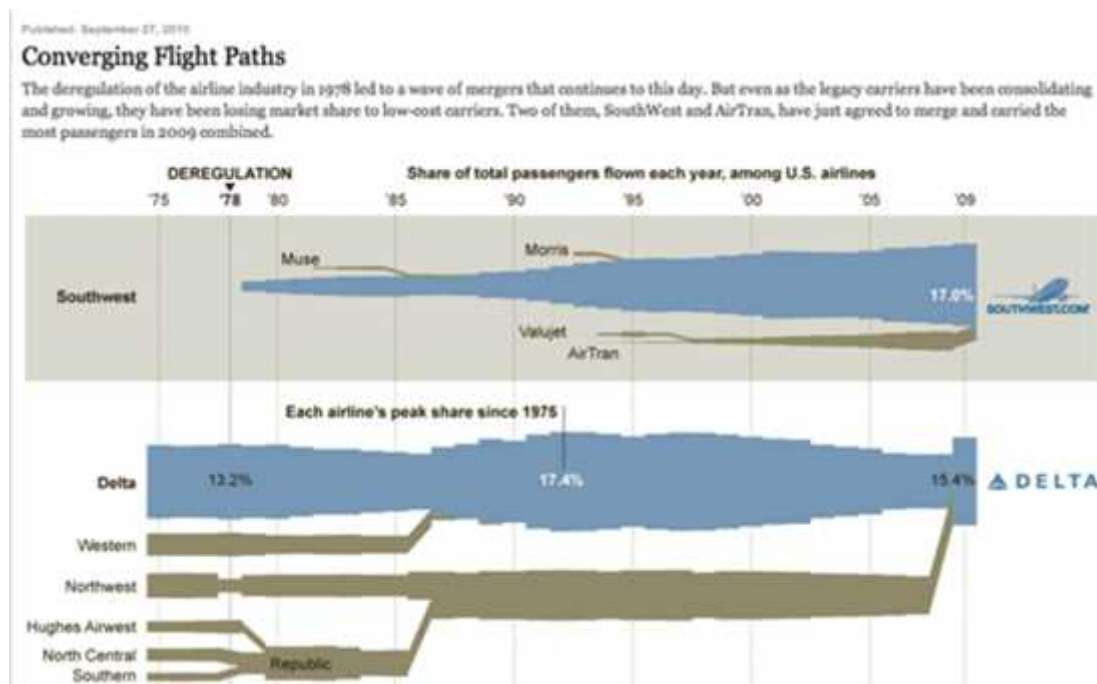 Published: September 27, 2010
Converging Flight Paths
The deregulation of the airline industry in 1978 led to a wave of mergers that continues to this day. But even as the legacy carriers have been consolidating
and growing, they have been losing market share to low-cost carriers. Two of them, SouthWest and AirTran, have just agreed to merge and carried the
most passengers in 2009 combined.
DEREGULATION
Share of total passengers flown each year, among U.S. airlines
'75 '78 '80 '85 '90 '95 '00 '05 '09
Muse
Morris
Southwest
17.0%
SOUTHWEST.COM
Valujet
AirTran
Each airline's peak share since 1975
Delta
13.2%
17.4%
15.4%
DELTA
Western
Northwest
Hughes Airwest
North Central
Republic
Southern